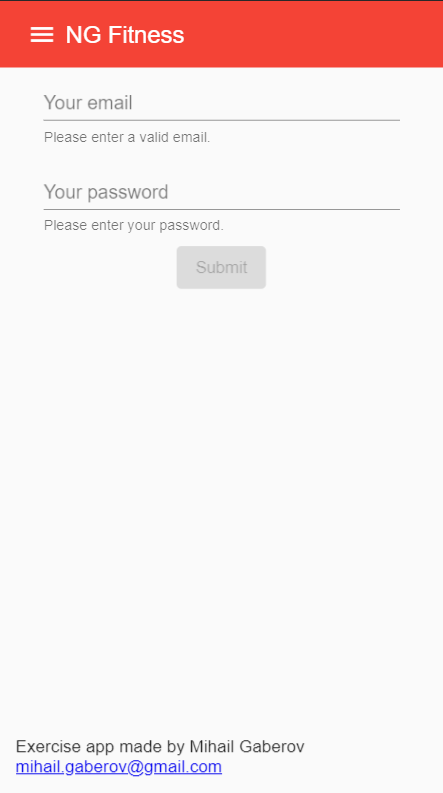 NG Fitness
Your email
Please enter a valid email.
Your password
Please enter your password.
Submit
Exercise app made by Mihail Gaberov
mihail.gaberov@gmail.com